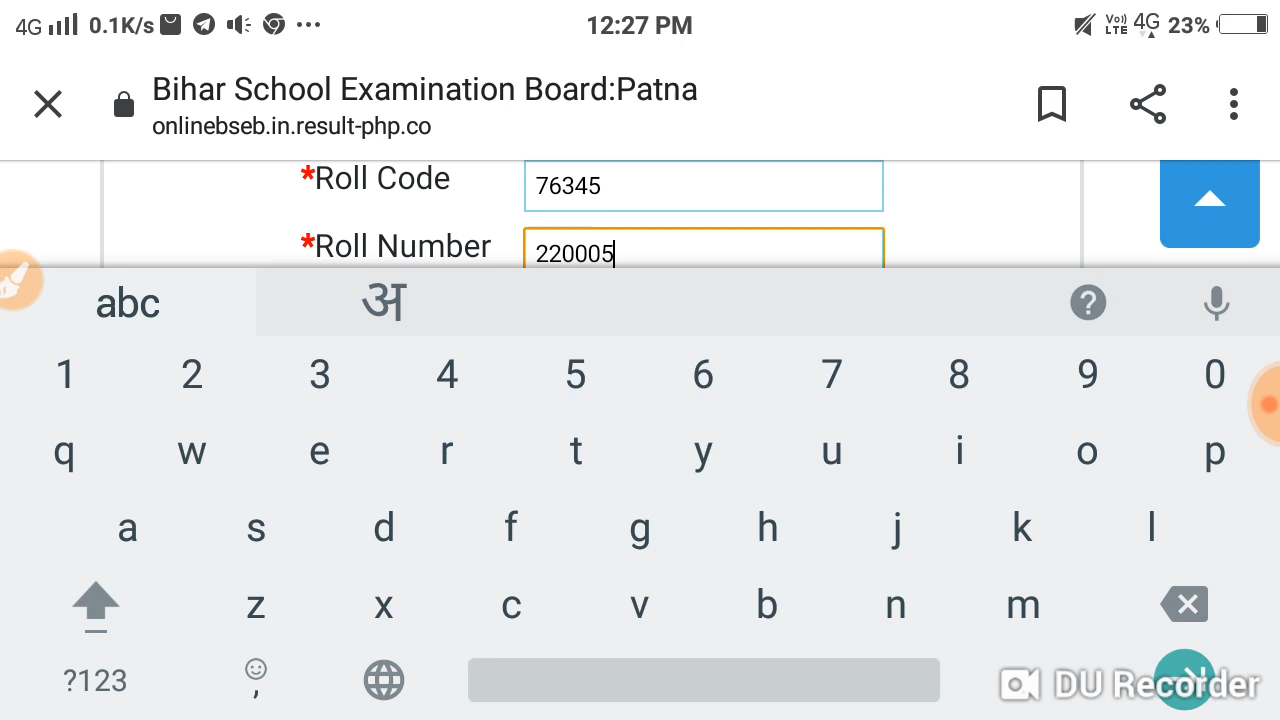 4G 0.1K/s 12:27 PM Vo)) LTE 4G 23%
Bihar School Examination Board:Patna
onlinebseb.in.result-php.co
*Roll Code 76345
*Roll Number 220005
abc अ ?
1 2 3 4 5 6 7 8 9 0
q w e r t y u i o p
a s d f g h j k l
z x c v b n m
?123 , DU Recorder